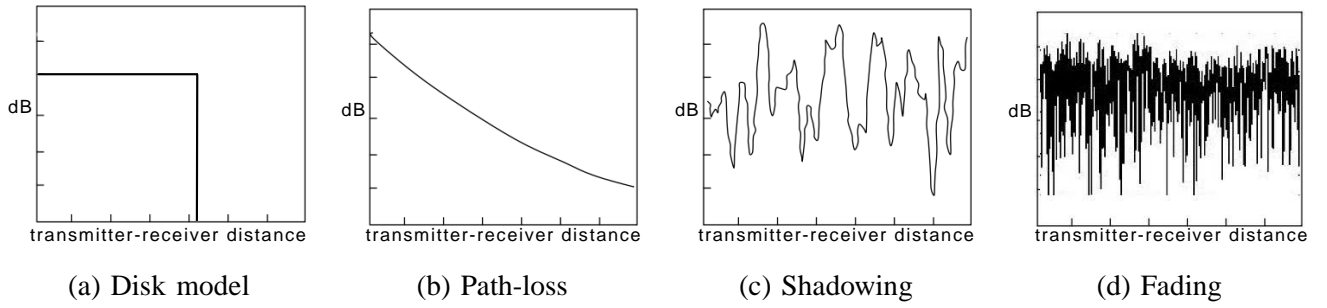 dB
transmitter-receiver distance
(a) Disk model
dB
transmitter-receiver distance
(b) Path-loss
dB
transmitter-receiver distance
(c) Shadowing
dB
transmitter-receiver distance
(d) Fading